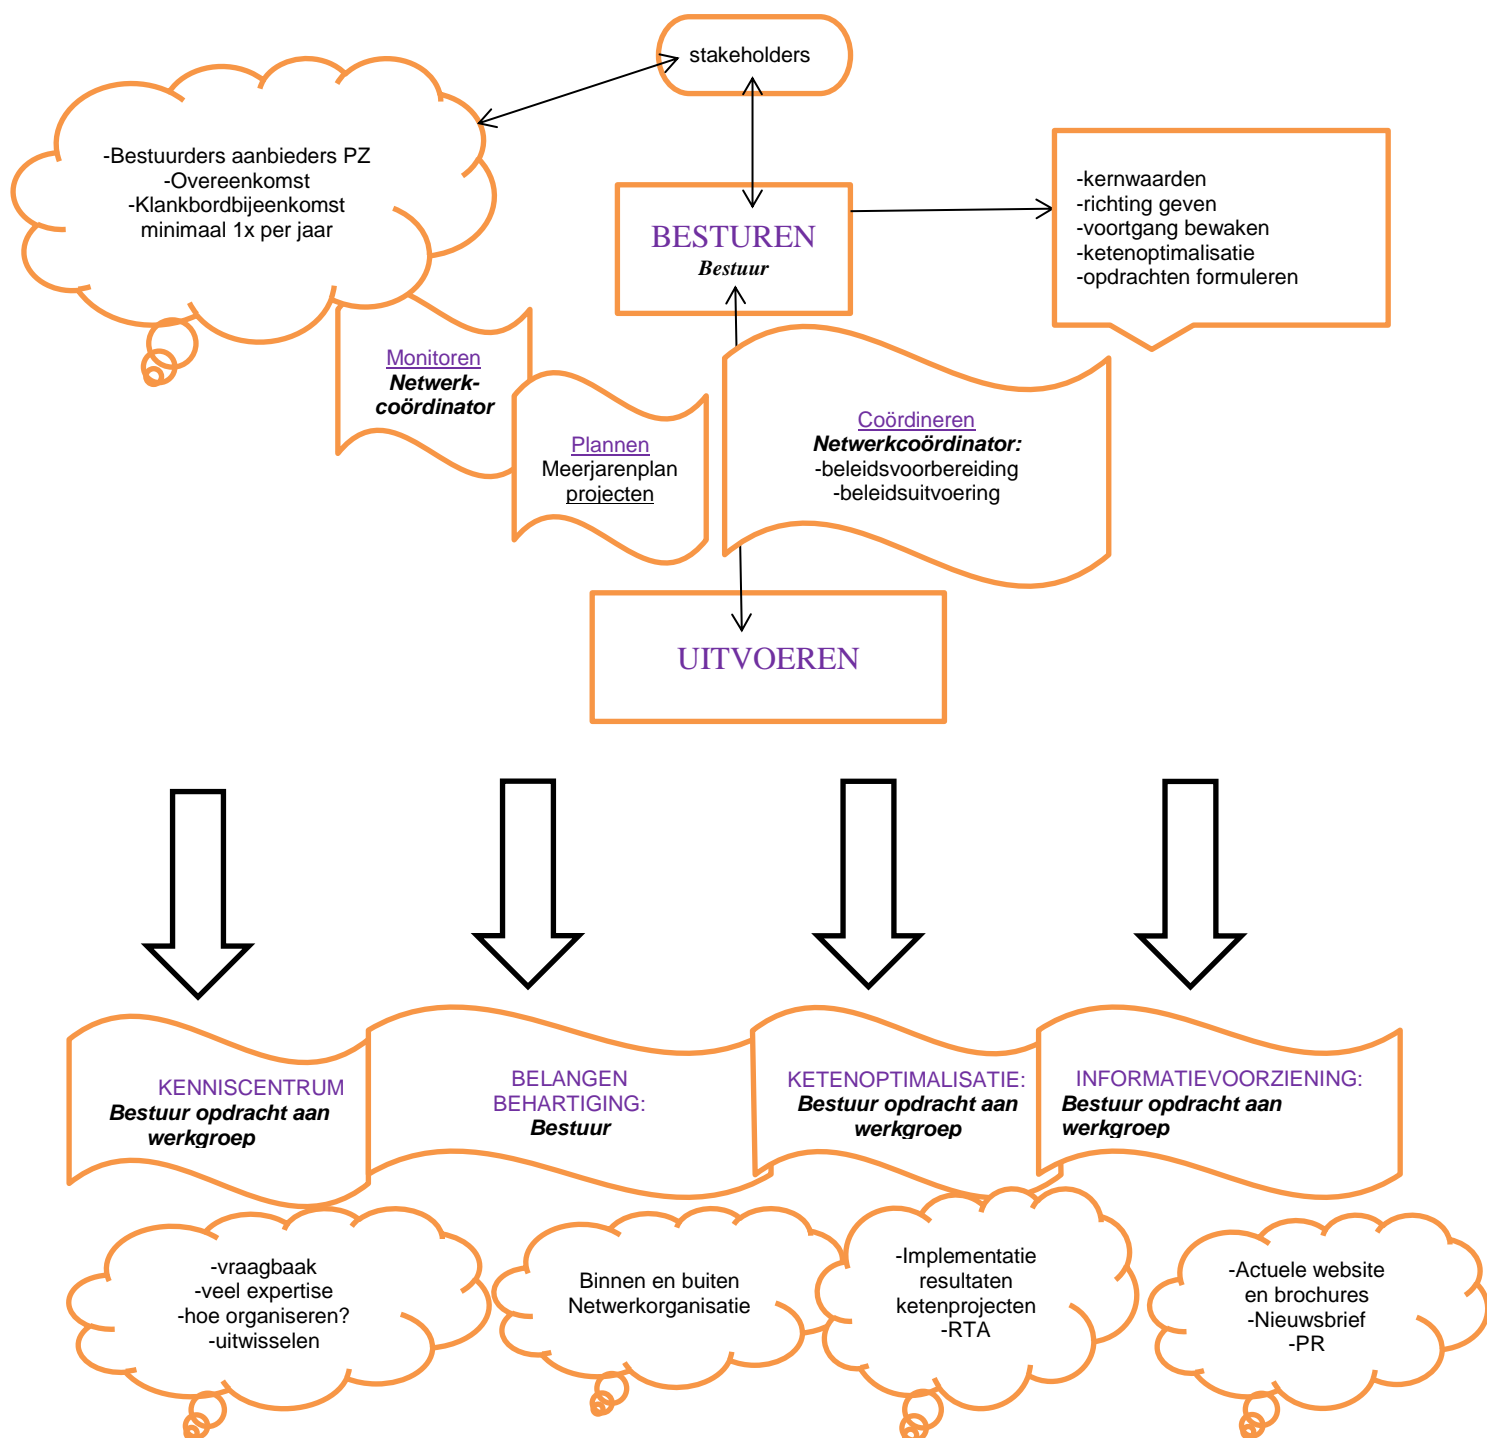 stakeholders
-Bestuurders aanbieders PZ
-Overeenkomst
-Klankbordbijeenkomst
minimaal 1x per jaar
-kernwaarden
-richting geven
-voortgang bewaken
-ketenoptimalisatie
-opdrachten formuleren
BESTUREN
Bestuur
Monitoren
Netwerk-
coördinator
Plannen
Meerjarenplan
projecten
Coördineren
Netwerkcoördinator:
-beleidsvoorbereiding
-beleidsuitvoering
UITVOEREN
KENNISCENTRUM
Bestuur opdracht aan
werkgroep
BELANGEN
BEHARTIGING:
Bestuur
KETENOPTIMALISATIE:
Bestuur opdracht aan
werkgroep
INFORMATIEVOORZIENING:
Bestuur opdracht aan
werkgroep
-vraagbaak
-veel expertise
-hoe organiseren?
-uitwisselen
Binnen en buiten
Netwerkorganisatie
-Implementatie
resultaten
ketenprojecten
-RTA
-Actuele website
en brochures
-Nieuwsbrief
-PR